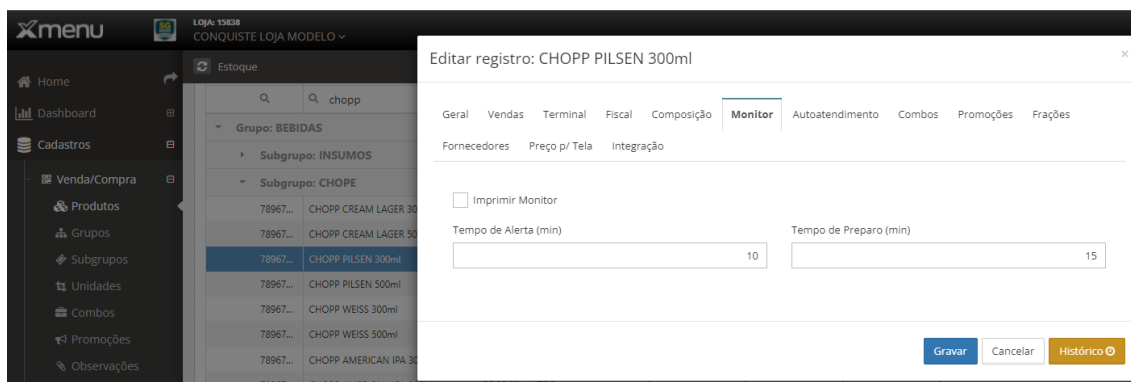 Xmenu
SG
LOJA: 15838
CONQUISTE LOJA MODELO
Home
Dashboard
Cadastros
Venda/Compra
Produtos
Grupos
Subgrupos
Unidades
Combos
Promoções
Observações
Estoque
chopp
Grupo: BEBIDAS
Subgrupo: INSUMOS
Subgrupo: CHOPE
78967... CHOPP CREAM LAGER 30
78967... CHOPP CREAM LAGER 50
78967... CHOPP PILSEN 300ml
78967... CHOPP PILSEN 500ml
78967... CHOPP WEISS 300ml
78967... CHOPP WEISS 500ml
78967... CHOPP AMERICAN IPA 30
Editar registro: CHOPP PILSEN 300ml
×
Geral Vendas Terminal Fiscal Composição Monitor Autoatendimento Combos Promoções Frações
Fornecedores Preço p/ Tela Integração
Imprimir Monitor
Tempo de Alerta (min) Tempo de Preparo (min)
10 15
Gravar Cancelar Histórico